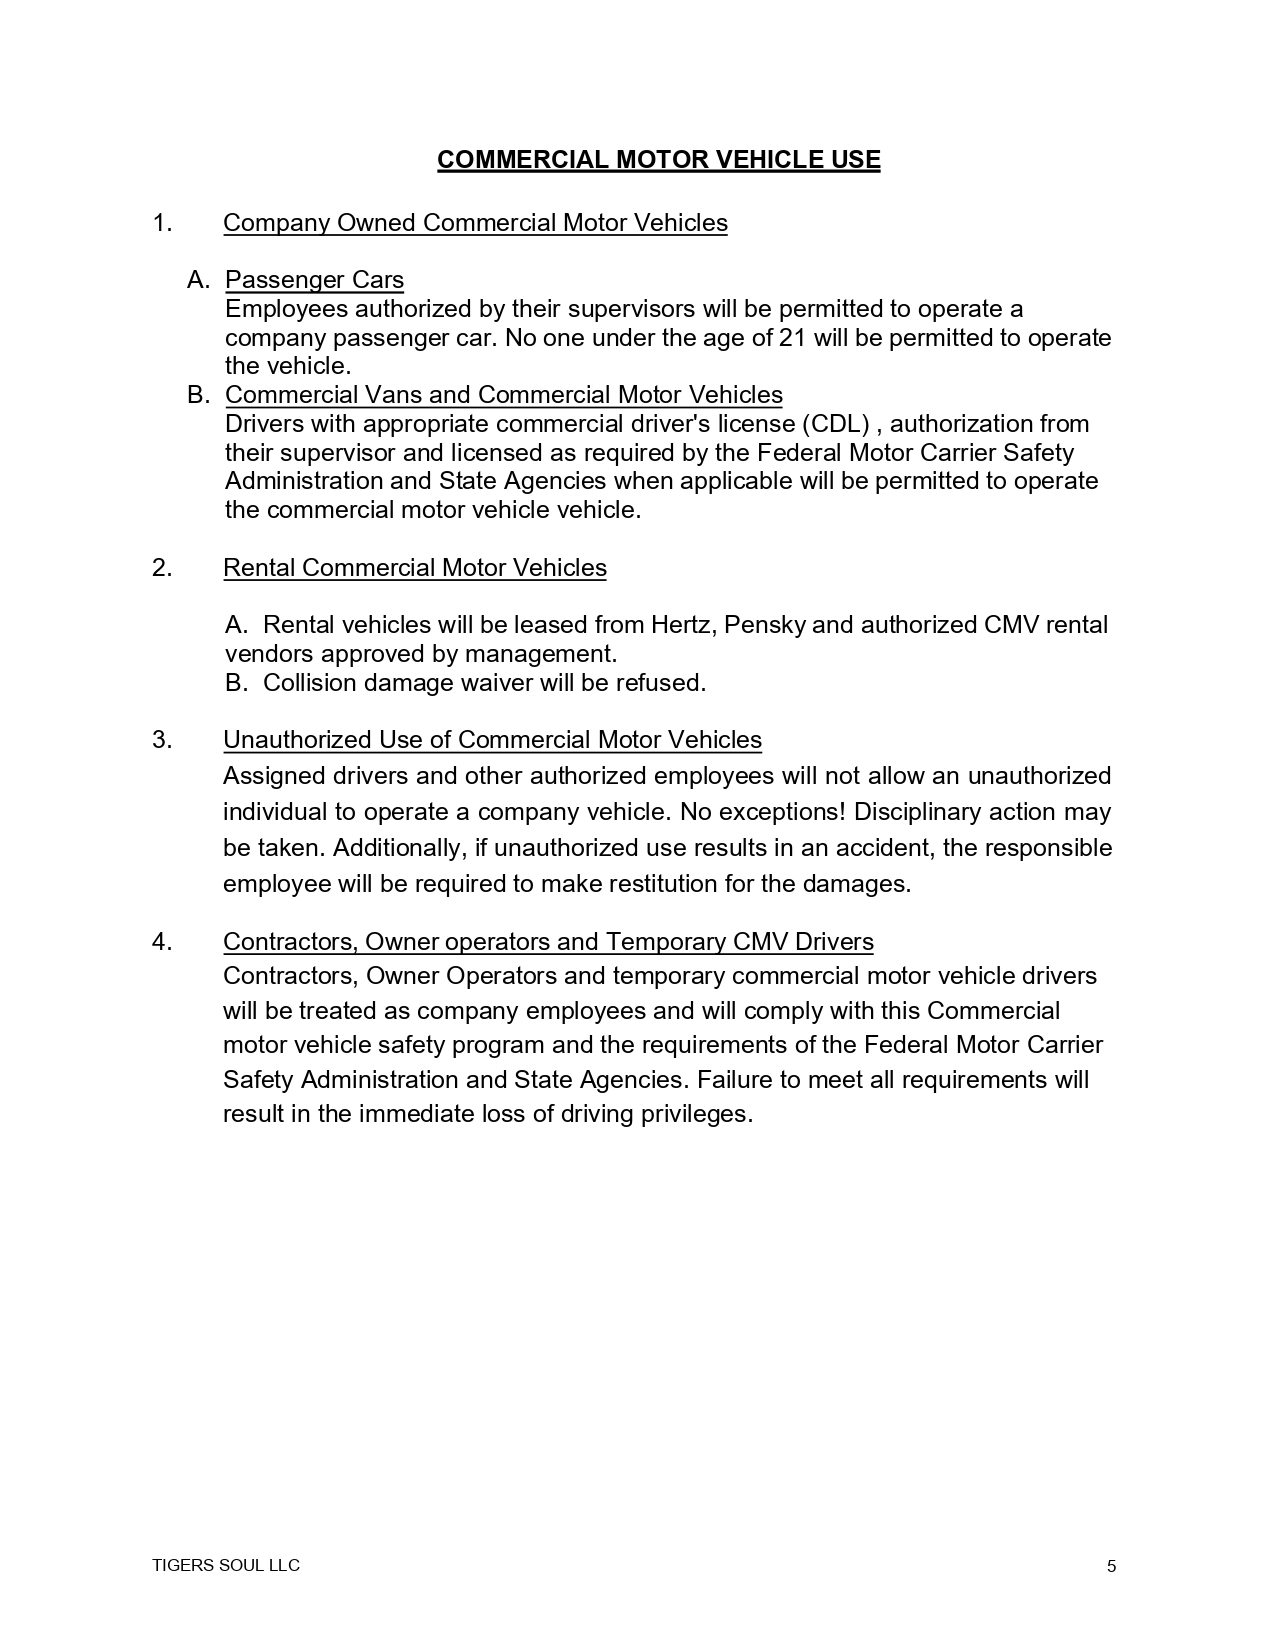 COMMERCIAL MOTOR VEHICLE USE
1. Company Owned Commercial Motor Vehicles
A. Passenger Cars
Employees authorized by their supervisors will be permitted to operate a
company passenger car. No one under the age of 21 will be permitted to operate
the vehicle.
B. Commercial Vans and Commercial Motor Vehicles
Drivers with appropriate commercial driver's license (CDL) , authorization from
their supervisor and licensed as required by the Federal Motor Carrier Safety
Administration and State Agencies when applicable will be permitted to operate
the commercial motor vehicle vehicle.
2. Rental Commercial Motor Vehicles
A. Rental vehicles will be leased from Hertz, Pensky and authorized CMV rental
vendors approved by management.
B. Collision damage waiver will be refused.
3. Unauthorized Use of Commercial Motor Vehicles
Assigned drivers and other authorized employees will not allow an unauthorized
individual to operate a company vehicle. No exceptions! Disciplinary action may
be taken. Additionally, if unauthorized use results in an accident, the responsible
employee will be required to make restitution for the damages.
4. Contractors, Owner operators and Temporary CMV Drivers
Contractors, Owner Operators and temporary commercial motor vehicle drivers
will be treated as company employees and will comply with this Commercial
motor vehicle safety program and the requirements of the Federal Motor Carrier
Safety Administration and State Agencies. Failure to meet all requirements will
result in the immediate loss of driving privileges.
TIGERS SOUL LLC 5